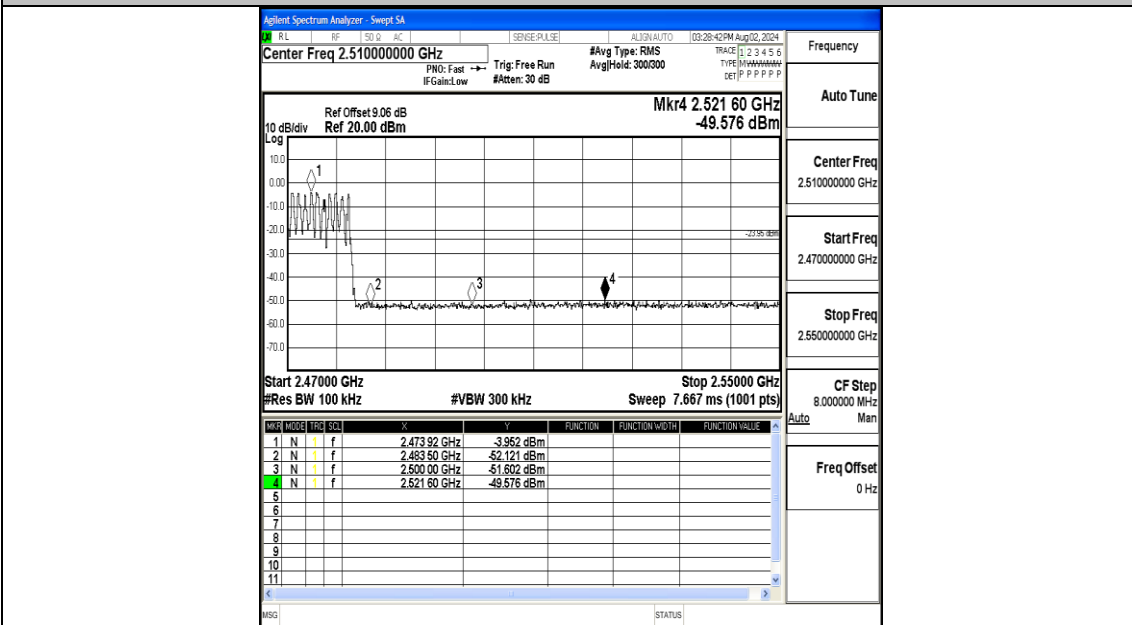 Agilent Spectrum Analyzer - Swept SA
RL RF 50 Ω AC SENSE:PULSE ALIGN AUTO 03:28:42 PM Aug 02, 2024
Center Freq 2.510000000 GHz
PNO: Fast
IFGain:Low
Trig: Free Run
#Atten: 30 dB
#Avg Type: RMS
Avg|Hold: 300/300
TRACE 1 2 3 4 5 6
TYPE
DET P P P P P P
Ref Offset 9.06 dB
10 dB/div Ref 20.00 dBm
Log
Mkr4 2.521 60 GHz
-49.576 dBm
10.0
0.00
-10.0
-20.0
-30.0
-40.0
-50.0
-60.0
-70.0
1
2
3
4
-23.95 dBm
Start 2.47000 GHz Stop 2.55000 GHz
#Res BW 100 kHz #VBW 300 kHz Sweep 7.667 ms (1001 pts)
MKR MODE TRC SCL X Y FUNCTION FUNCTION WIDTH FUNCTION VALUE
1 N 1 f 2.473 92 GHz -3.952 dBm
2 N 1 f 2.483 50 GHz -52.121 dBm
3 N 1 f 2.500 00 GHz -51.602 dBm
4 N 1 f 2.521 60 GHz -49.576 dBm
5
6
7
8
9
10
11
MSG STATUS
Frequency
Auto Tune
Center Freq
2.510000000 GHz
Start Freq
2.470000000 GHz
Stop Freq
2.550000000 GHz
CF Step
8.000000 MHz
Auto Man
Freq Offset
0 Hz